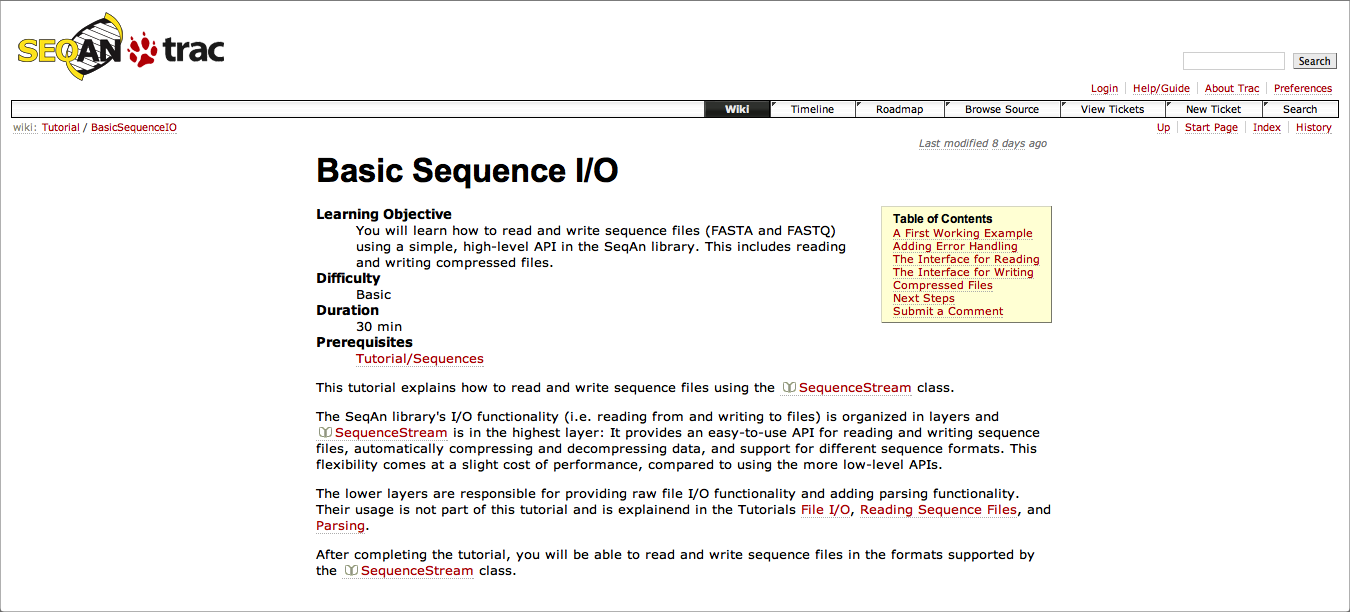 SEQAN trac
Search
Login Help/Guide About Trac Preferences
Wiki Timeline Roadmap Browse Source View Tickets New Ticket Search
wiki: Tutorial / BasicSequenceIO
Up Start Page Index History
Last modified 8 days ago
Basic Sequence I/O
Learning Objective
You will learn how to read and write sequence files (FASTA and FASTQ)
using a simple, high-level API in the SeqAn library. This includes reading
and writing compressed files.
Difficulty
Basic
Duration
30 min
Prerequisites
Tutorial/Sequences
Table of Contents
A First Working Example
Adding Error Handling
The Interface for Reading
The Interface for Writing
Compressed Files
Next Steps
Submit a Comment
This tutorial explains how to read and write sequence files using the SequenceStream class.
The SeqAn library's I/O functionality (i.e. reading from and writing to files) is organized in layers and
SequenceStream is in the highest layer: It provides an easy-to-use API for reading and writing sequence
files, automatically compressing and decompressing data, and support for different sequence formats. This
flexibility comes at a slight cost of performance, compared to using the more low-level APIs.
The lower layers are responsible for providing raw file I/O functionality and adding parsing functionality.
Their usage is not part of this tutorial and is explainend in the Tutorials File I/O, Reading Sequence Files, and
Parsing.
After completing the tutorial, you will be able to read and write sequence files in the formats supported by
the SequenceStream class.